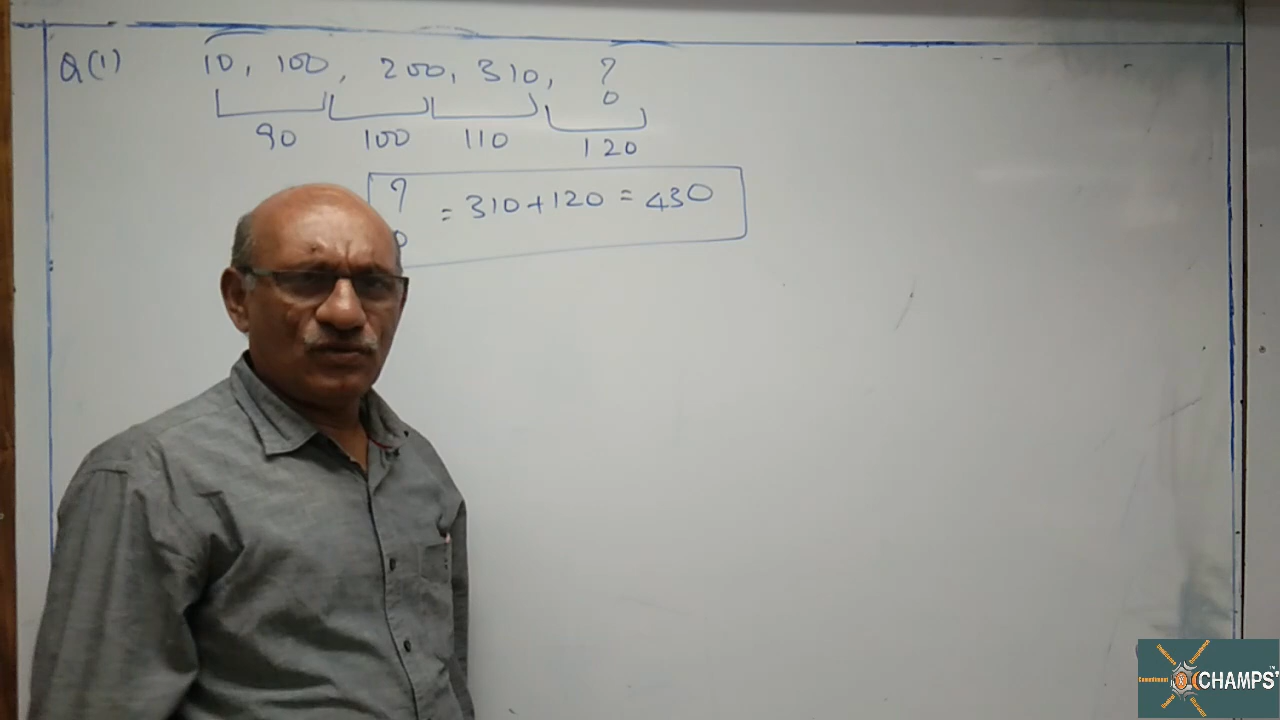 Q(1) 10, 100, 200, 310, ?
90 100 110 120
? = 310+120 = 430
CHAMPS